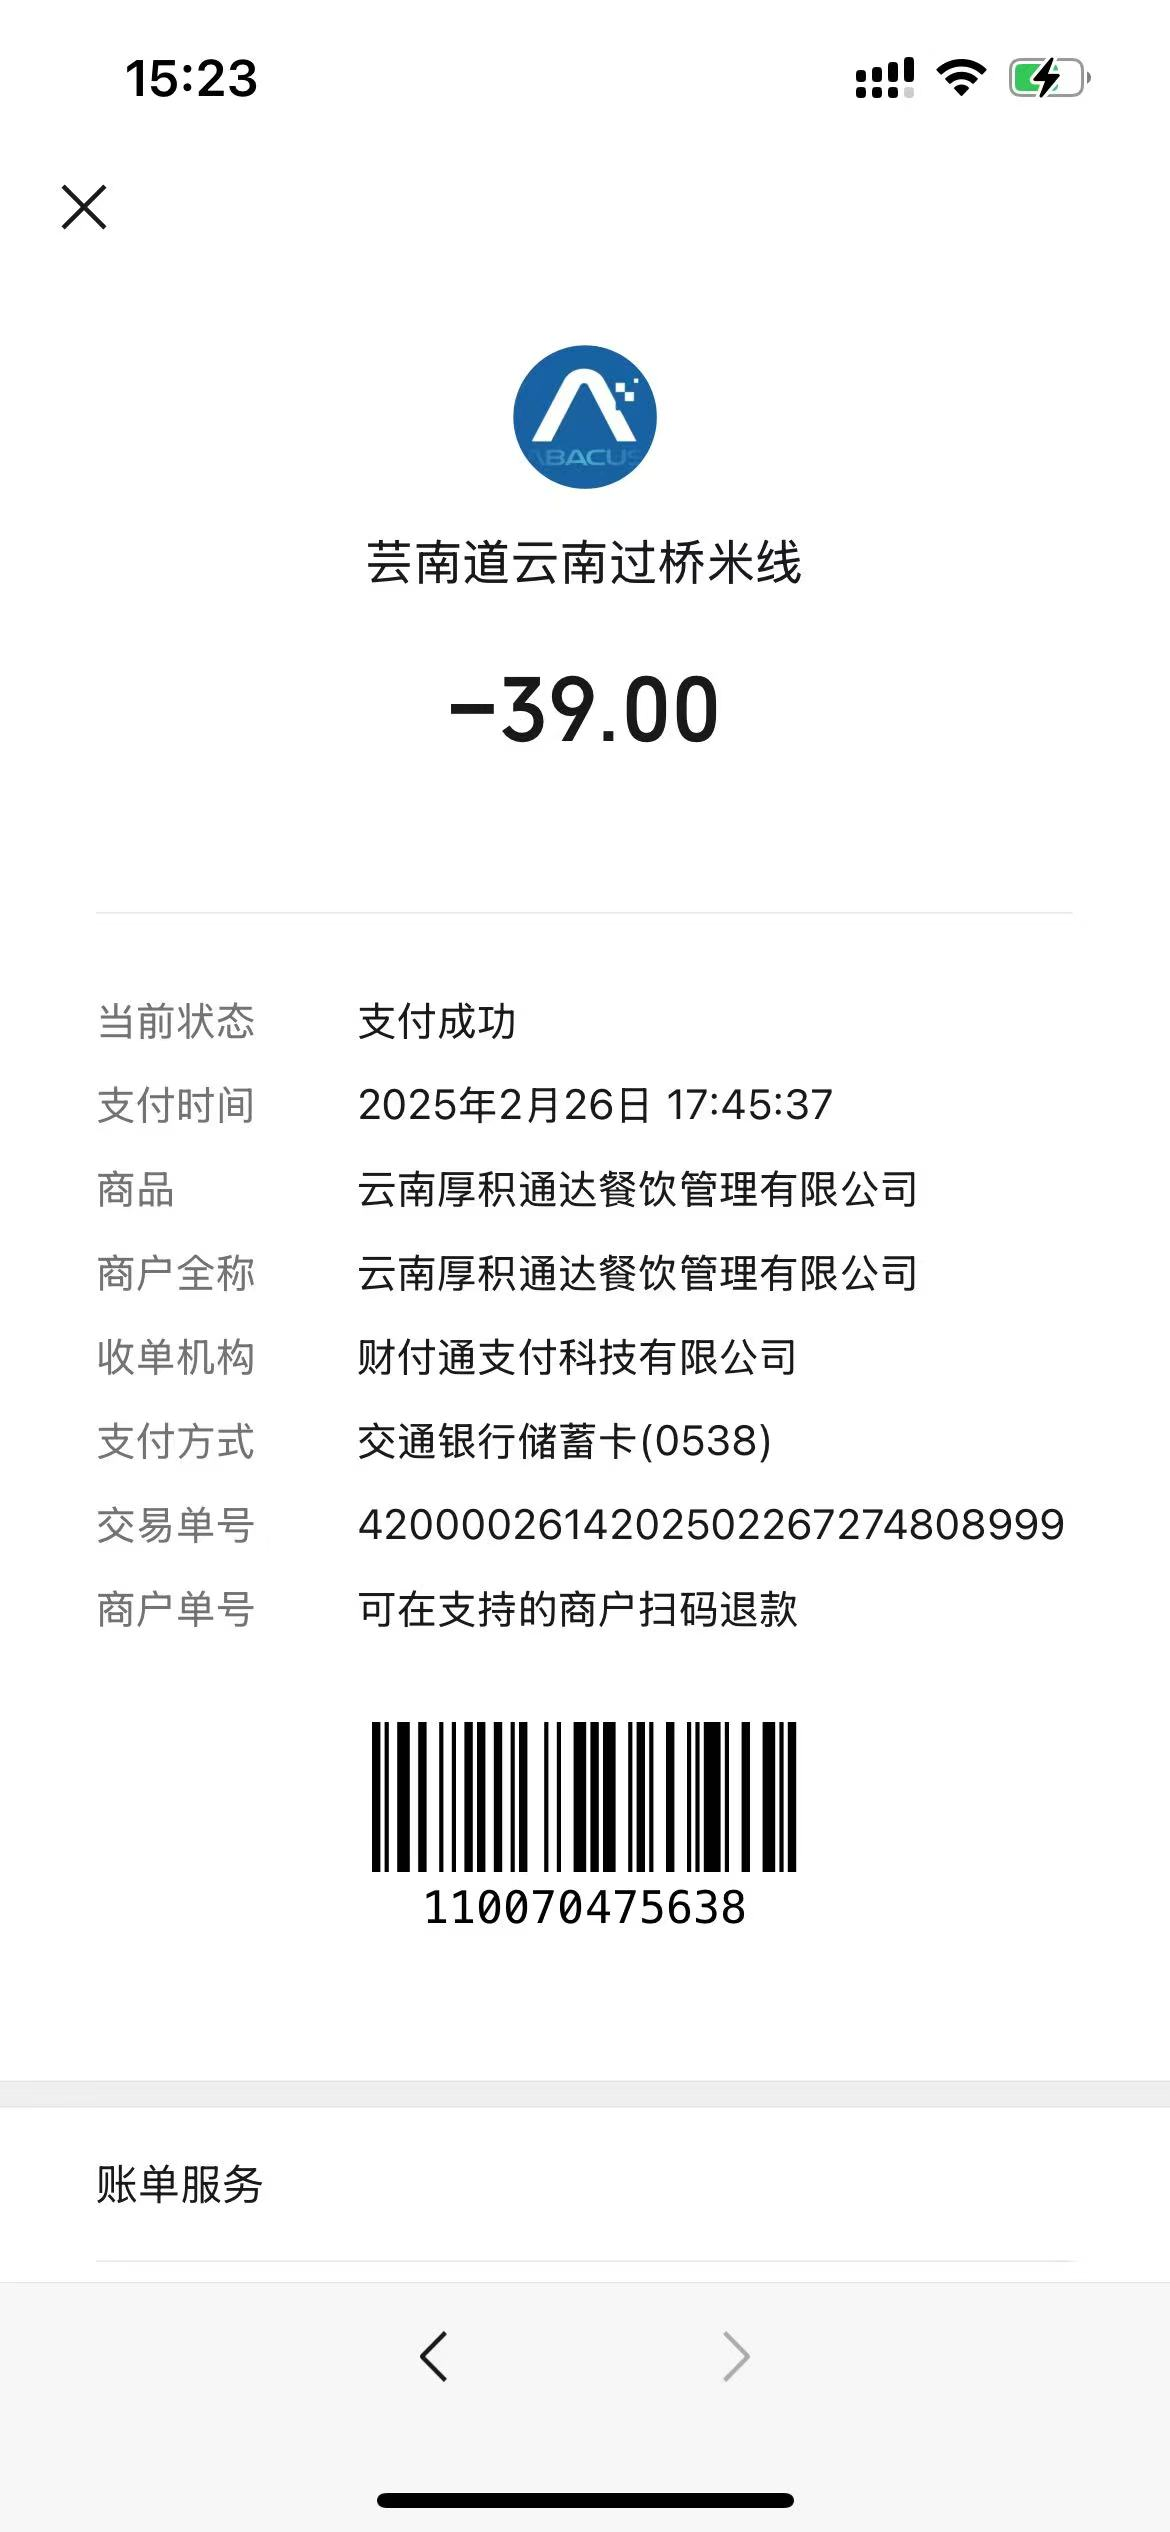 15:23
ABACUS
芸南道云南过桥米线
-39.00
当前状态 支付成功
支付时间 2025年2月26日 17:45:37
商品 云南厚积通达餐饮管理有限公司
商户全称 云南厚积通达餐饮管理有限公司
收单机构 财付通支付科技有限公司
支付方式 交通银行储蓄卡(0538)
交易单号 4200002614202502267274808999
商户单号 可在支持的商户扫码退款
110070475638
账单服务